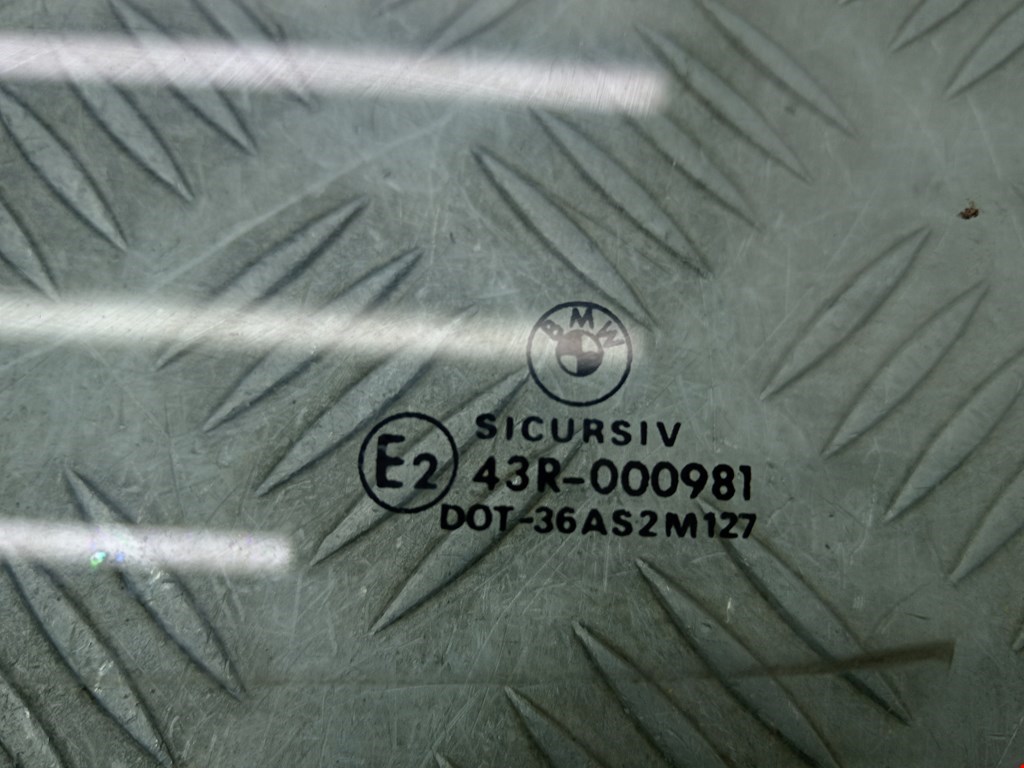 BMW
SICURSIV
E2 43R-000981
DOT-36AS2M127